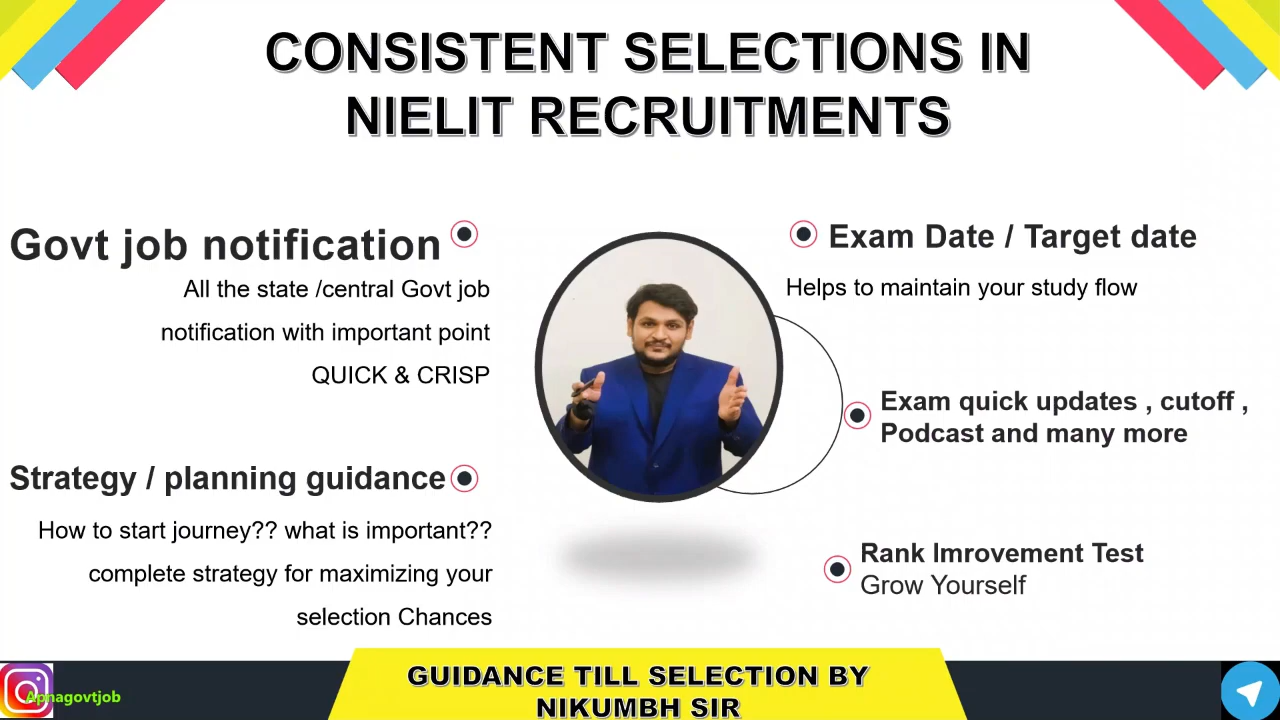 CONSISTENT SELECTIONS IN
NIELIT RECRUITMENTS
Govt job notification
All the state /central Govt job
notification with important point
QUICK & CRISP
Strategy / planning guidance
How to start journey?? what is important??
complete strategy for maximizing your
selection Chances
Exam Date / Target date
Helps to maintain your study flow
Exam quick updates , cutoff ,
Podcast and many more
Rank Imrovement Test
Grow Yourself
GUIDANCE TILL SELECTION BY
NIKUMBH SIR
Apnagovtjob